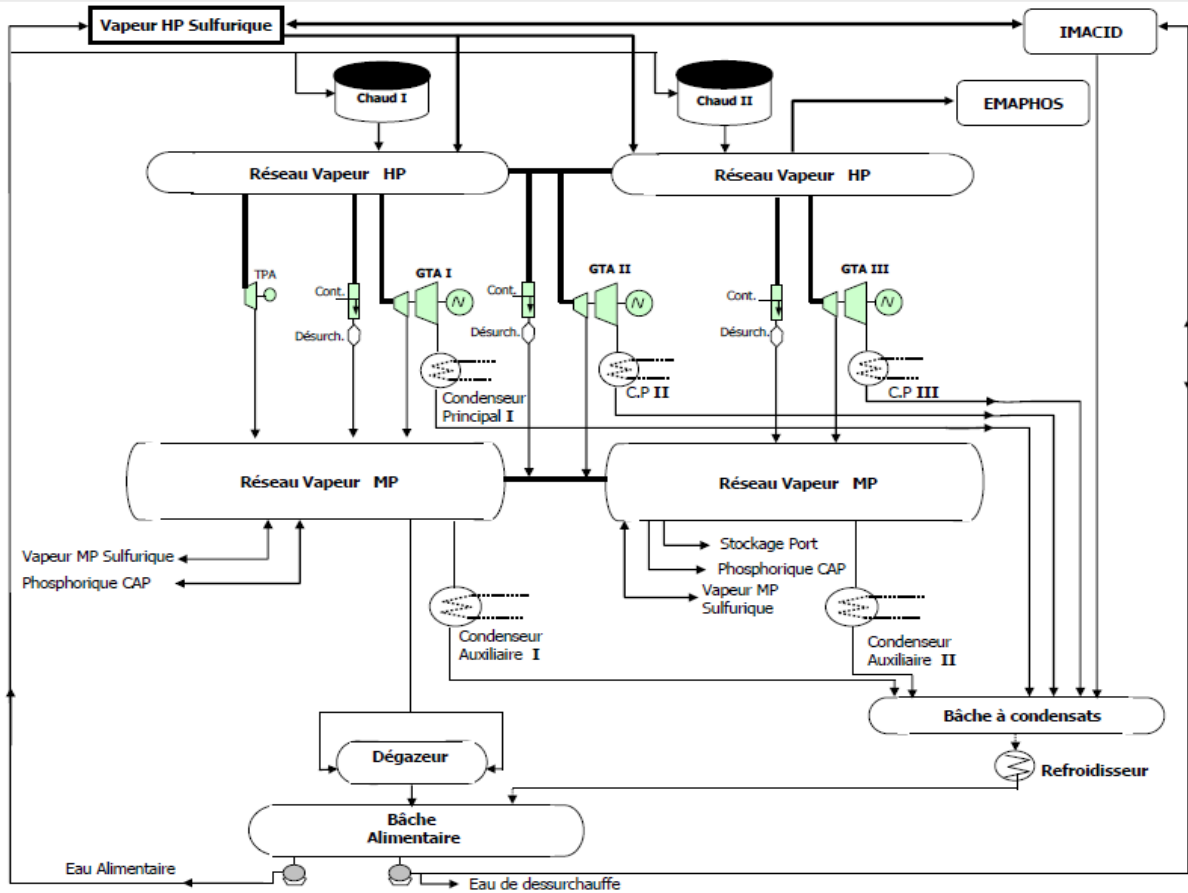 Vapeur HP Sulfurique
IMACID
Chaud I
Chaud II
EMAPHOS
Réseau Vapeur HP
Réseau Vapeur HP
TPA
GTA I
GTA II
GTA III
Cont.
Cont.
Cont.
Désurch.
Désurch.
Désurch.
Condenseur
Principal I
C.P II
C.P III
Réseau Vapeur MP
Réseau Vapeur MP
Vapeur MP Sulfurique
Phosphorique CAP
Stockage Port
Phosphorique CAP
Vapeur MP
Sulfurique
Condenseur
Auxiliaire I
Condenseur
Auxiliaire II
Bâche à condensats
Dégazeur
Refroidisseur
Bâche
Alimentaire
Eau Alimentaire
Eau de dessurchauffe